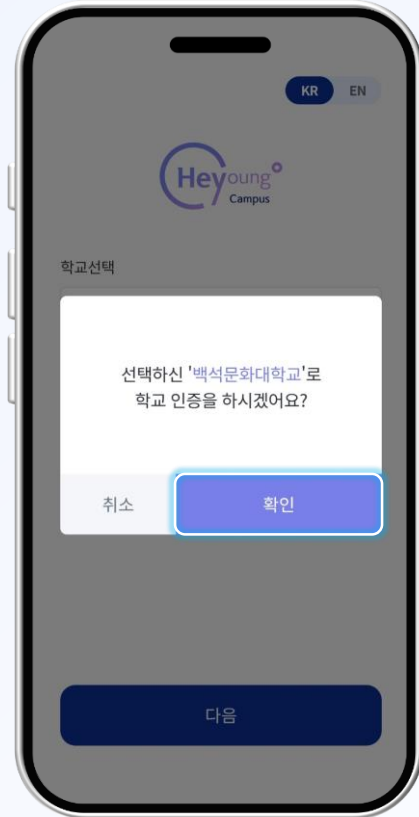 KR EN
Heyoung
Campus
학교선택
선택하신 '백석문화대학교'로
학교 인증을 하시겠어요?
취소 확인
다음